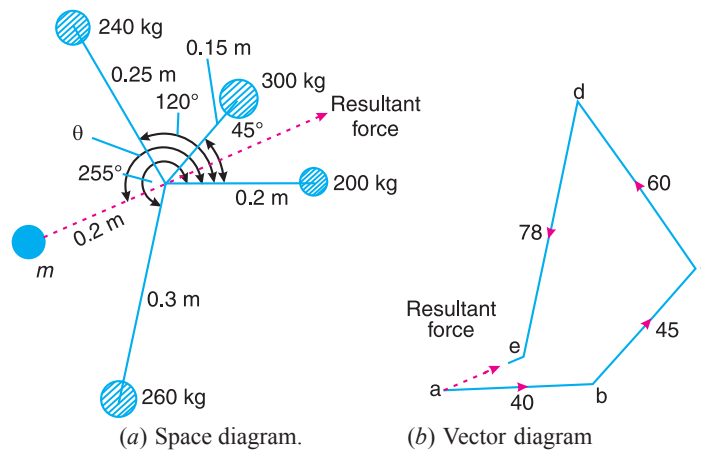 240 kg
0.15 m
0.25 m
300 kg
120°
Resultant
force
θ
45°
255°
200 kg
0.2 m
0.2 m
m
0.3 m
260 kg
(a) Space diagram.
d
60
78
Resultant
force
e
45
a
40
b
(b) Vector diagram